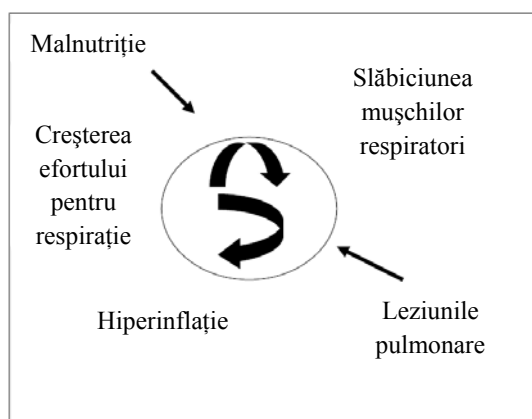 Malnutriție
Slăbiciunea
mușchilor
respiratori
Creșterea
efortului
pentru
respirație
Hiperinflație
Leziunile
pulmonare